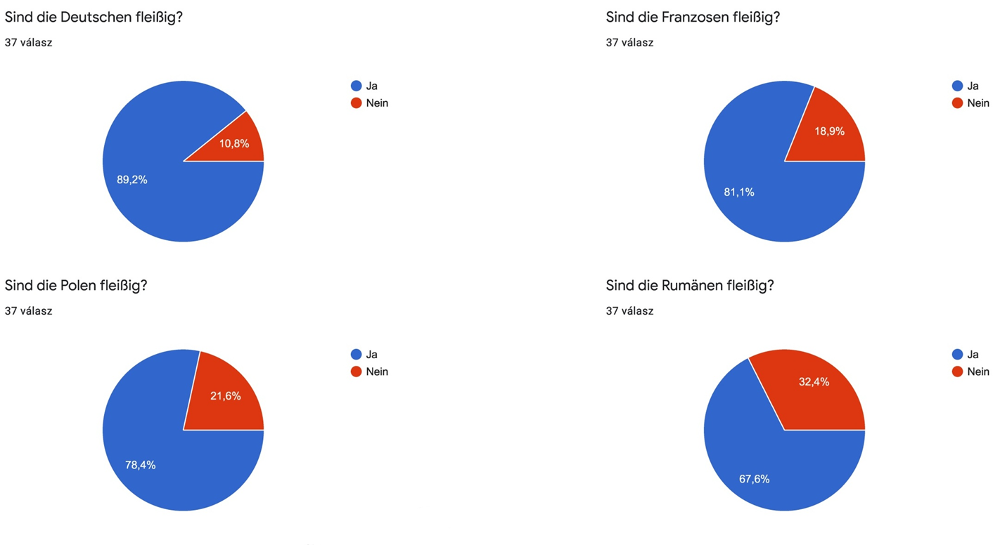 Sind die Deutschen fleißig?
37 válasz
Ja
Nein
10,8%
89,2%
Sind die Franzosen fleißig?
37 válasz
Ja
Nein
18,9%
81,1%
Sind die Polen fleißig?
37 válasz
Ja
Nein
21,6%
78,4%
Sind die Rumänen fleißig?
37 válasz
Ja
Nein
32,4%
67,6%